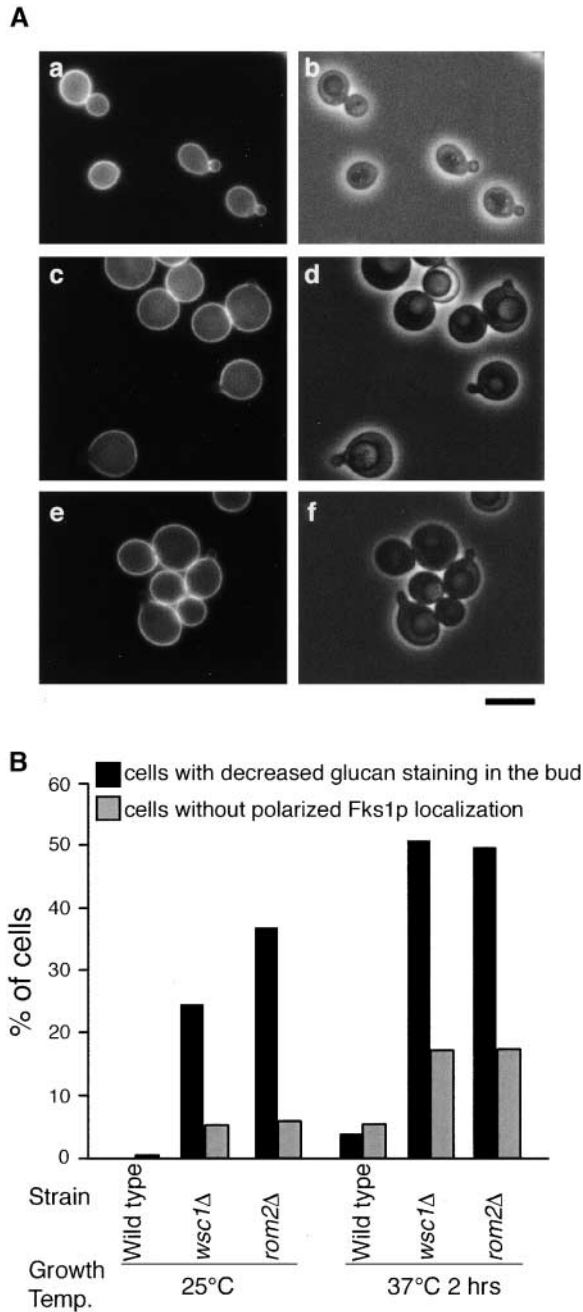 A
a
b
c
d
e
f
B
60
cells with decreased glucan staining in the bud
cells without polarized Fks1p localization
50
40
30
20
10
0
% of cells
Strain
Wild type
wsc1Δ
rom2Δ
Wild type
wsc1Δ
rom2Δ
Growth
Temp.
25°C
37°C 2 hrs